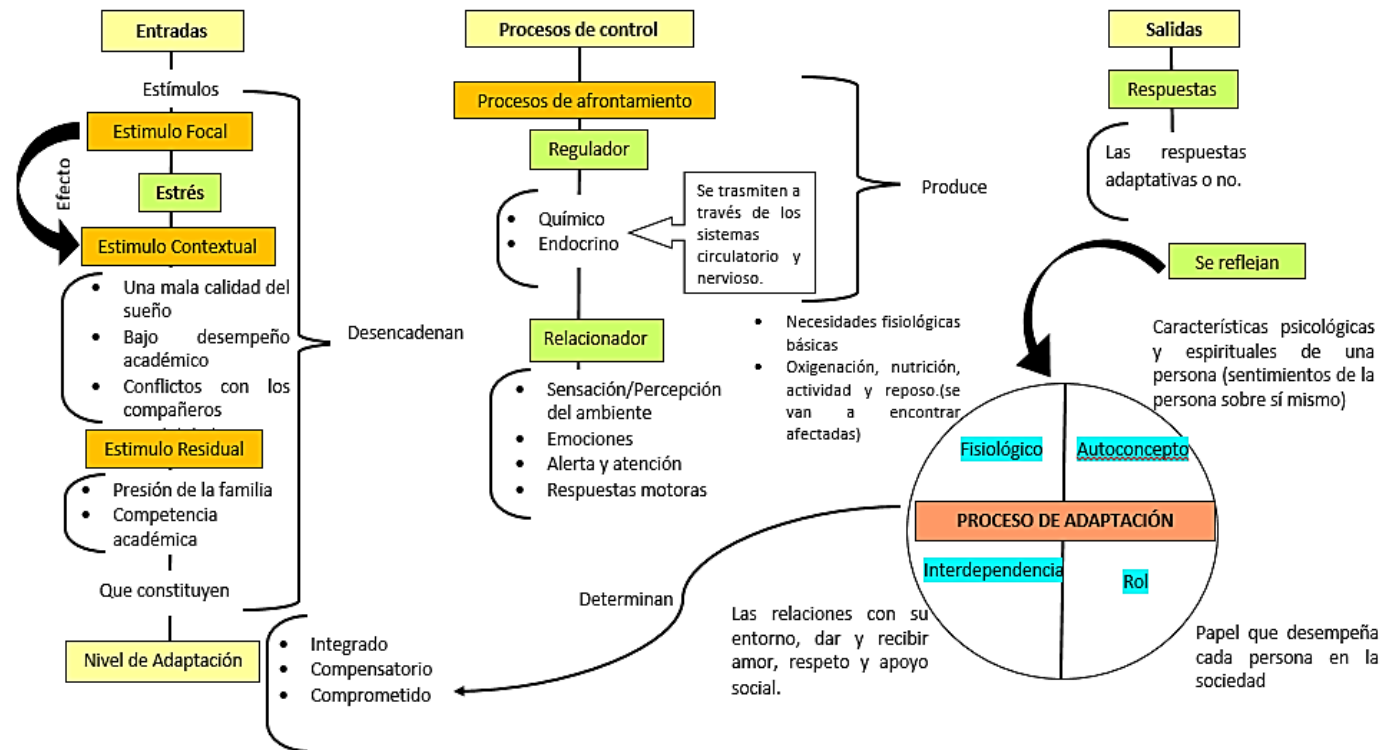 Entradas
Estímulos
Estimulo Focal
Efecto
Estrés
Estimulo Contextual
Una mala calidad del
sueño
Bajo desempeño
académico
Conflictos con los
compañeros
Estimulo Residual
Presión de la familia
Competencia
académica
Que constituyen
Nivel de Adaptación
Desencadenan
Integrado
Compensatorio
Comprometido
Procesos de control
Procesos de afrontamiento
Regulador
Químico
Endocrino
Se trasmiten a
través de los
sistemas
circulatorio y
nervioso.
Relacionador
Sensación/Percepción
del ambiente
Emociones
Alerta y atención
Respuestas motoras
Produce
Necesidades fisiológicas
básicas
Oxigenación, nutrición,
actividad y reposo.(se
van a encontrar
afectadas)
Determinan
Salidas
Respuestas
Las respuestas
adaptativas o no.
Se reflejan
Características psicológicas
y espirituales de una
persona (sentimientos de la
persona sobre sí mismo)
Fisiológico
Autoconcepto
PROCESO DE ADAPTACIÓN
Interdependencia
Rol
Las relaciones con su
entorno, dar y recibir
amor, respeto y apoyo
social.
Papel que desempeña
cada persona en la
sociedad